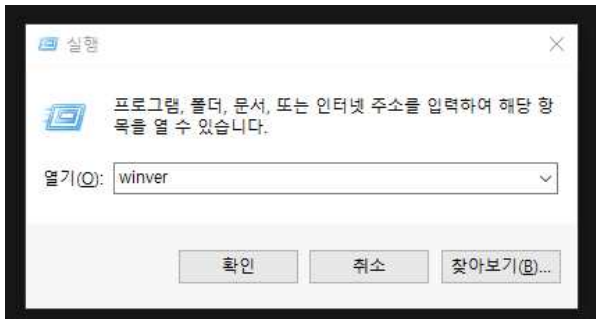 실행
프로그램, 폴더, 문서, 또는 인터넷 주소를 입력하여 해당 항
목을 열 수 있습니다.
열기(O): winver
확인 취소 찾아보기(B)...